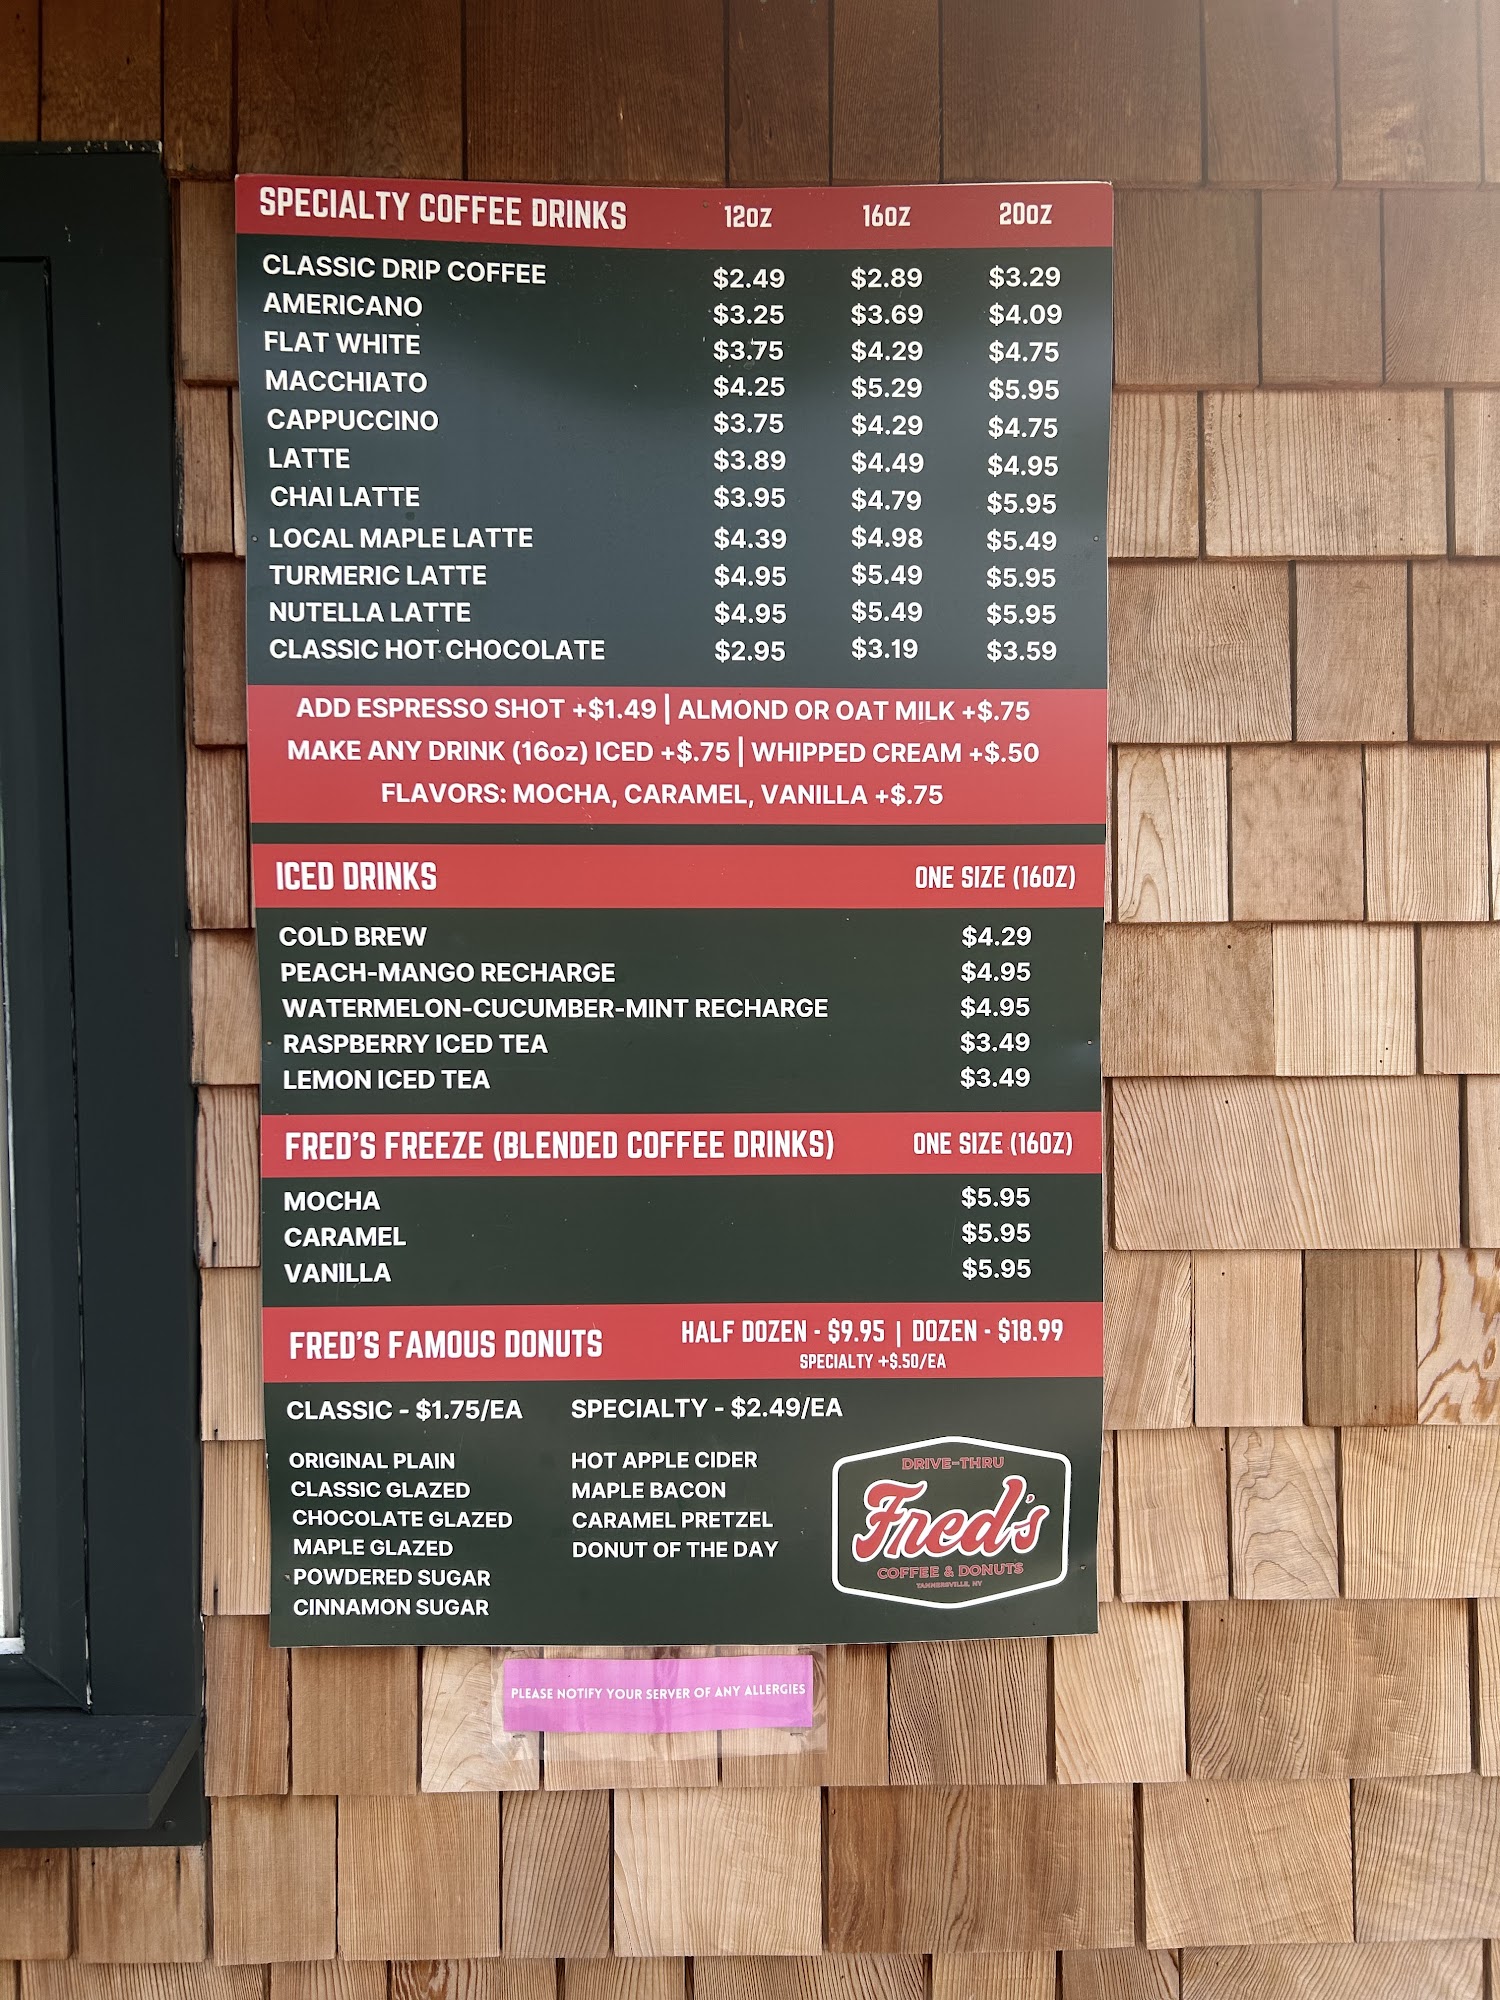 SPECIALTY COFFEE DRINKS 12OZ 16OZ 20OZ
CLASSIC DRIP COFFEE $2.49 $2.89 $3.29
AMERICANO $3.25 $3.69 $4.09
FLAT WHITE $3.75 $4.29 $4.75
MACCHIATO $4.25 $5.29 $5.95
CAPPUCCINO $3.75 $4.29 $4.75
LATTE $3.89 $4.49 $4.95
CHAI LATTE $3.95 $4.79 $5.95
LOCAL MAPLE LATTE $4.39 $4.98 $5.49
TURMERIC LATTE $4.95 $5.49 $5.95
NUTELLA LATTE $4.95 $5.49 $5.95
CLASSIC HOT CHOCOLATE $2.95 $3.19 $3.59
ADD ESPRESSO SHOT +$1.49 | ALMOND OR OAT MILK +$.75
MAKE ANY DRINK (16oz) ICED +$.75 | WHIPPED CREAM +$.50
FLAVORS: MOCHA, CARAMEL, VANILLA +$.75
ICED DRINKS ONE SIZE (16OZ)
COLD BREW $4.29
PEACH-MANGO RECHARGE $4.95
WATERMELON-CUCUMBER-MINT RECHARGE $4.95
RASPBERRY ICED TEA $3.49
LEMON ICED TEA $3.49
FRED'S FREEZE (BLENDED COFFEE DRINKS) ONE SIZE (16OZ)
MOCHA $5.95
CARAMEL $5.95
VANILLA $5.95
FRED'S FAMOUS DONUTS HALF DOZEN - $9.95 | DOZEN - $18.99
SPECIALTY +$.50/EA
CLASSIC - $1.75/EA SPECIALTY - $2.49/EA
ORIGINAL PLAIN HOT APPLE CIDER
CLASSIC GLAZED MAPLE BACON
CHOCOLATE GLAZED CARAMEL PRETZEL
MAPLE GLAZED DONUT OF THE DAY
POWDERED SUGAR
CINNAMON SUGAR
DRIVE-THRU
Fred's
COFFEE & DONUTS
TANNERSVILLE, NY
PLEASE NOTIFY YOUR SERVER OF ANY ALLERGIES